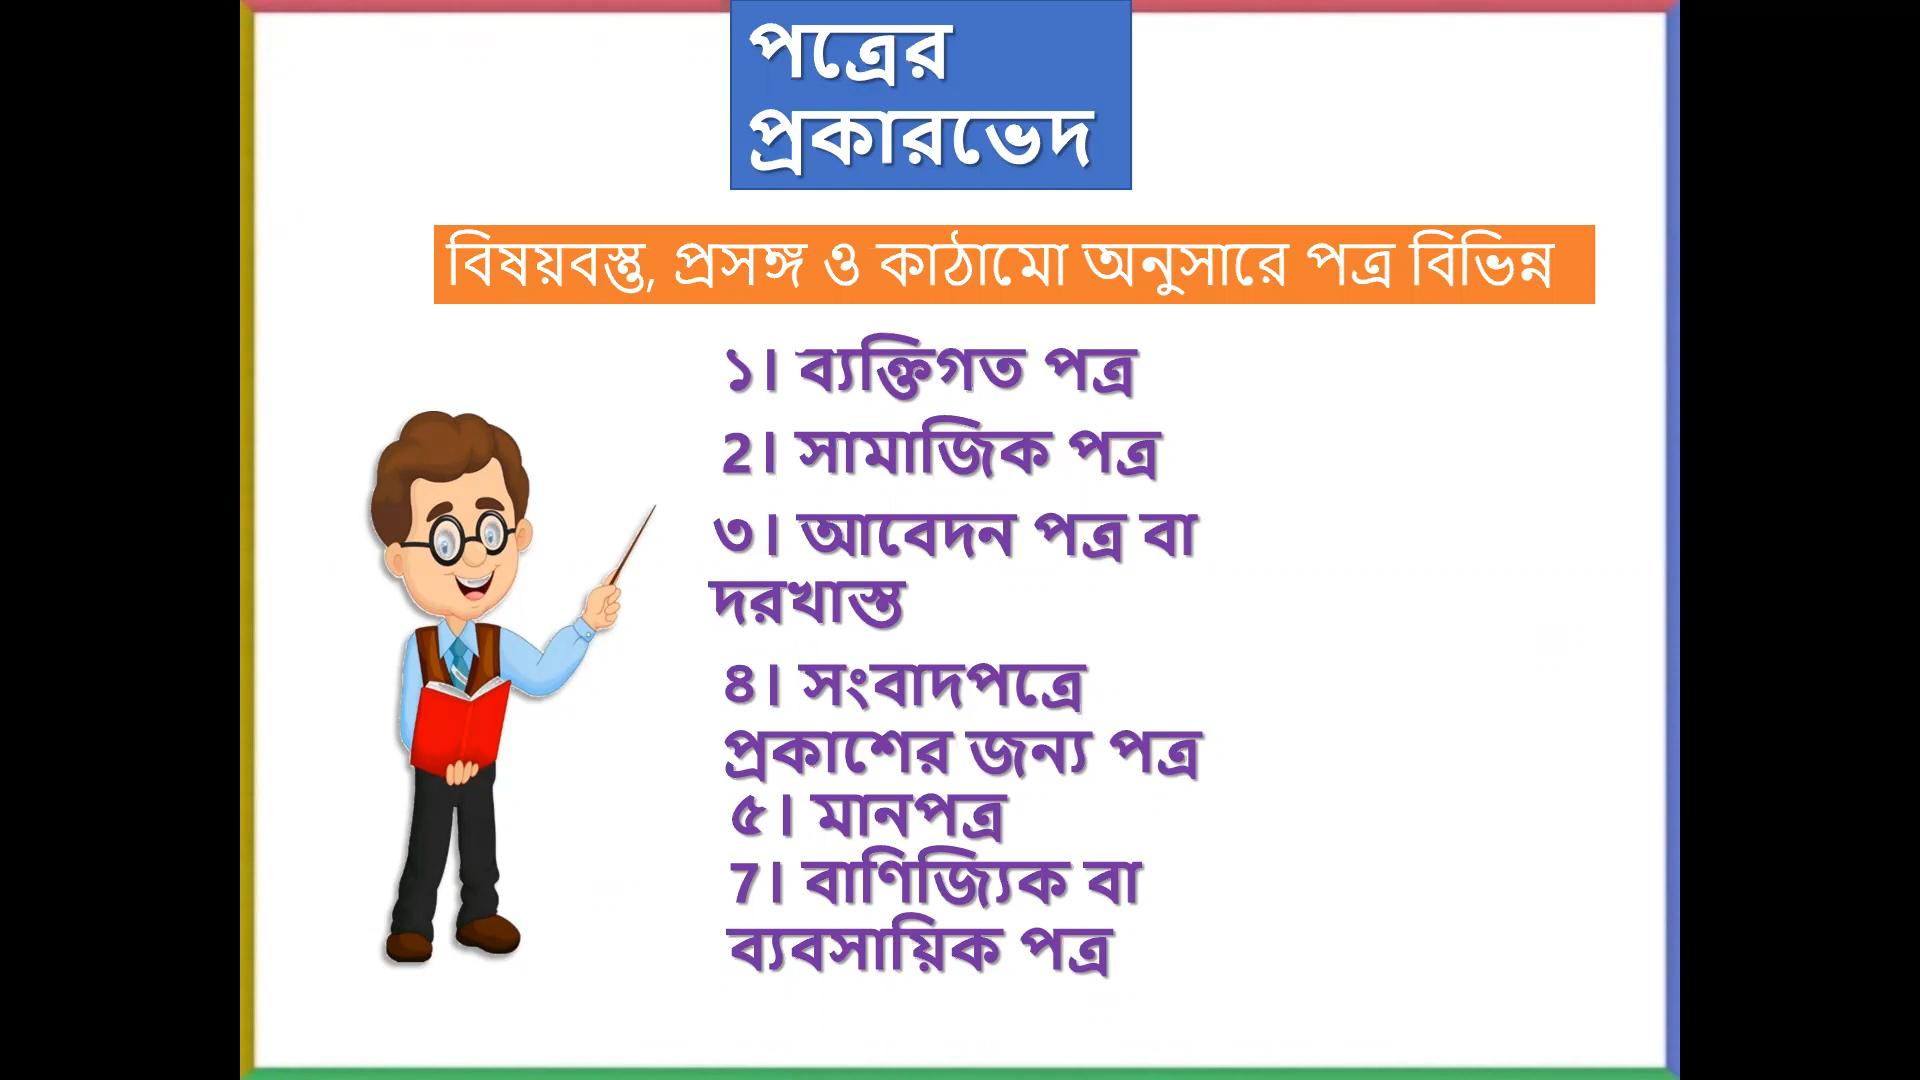 পত্রের
প্রকারভেদ
বিষয়বস্তু, প্রসঙ্গ ও কাঠামো অনুসারে পত্র বিভিন্ন
১। ব্যক্তিগত পত্র
2। সামাজিক পত্র
৩। আবেদন পত্র বা
দরখাস্ত
৪। সংবাদপত্রে
প্রকাশের জন্য পত্র
৫। মানপত্র
7। বাণিজ্যিক বা
ব্যবসায়িক পত্র